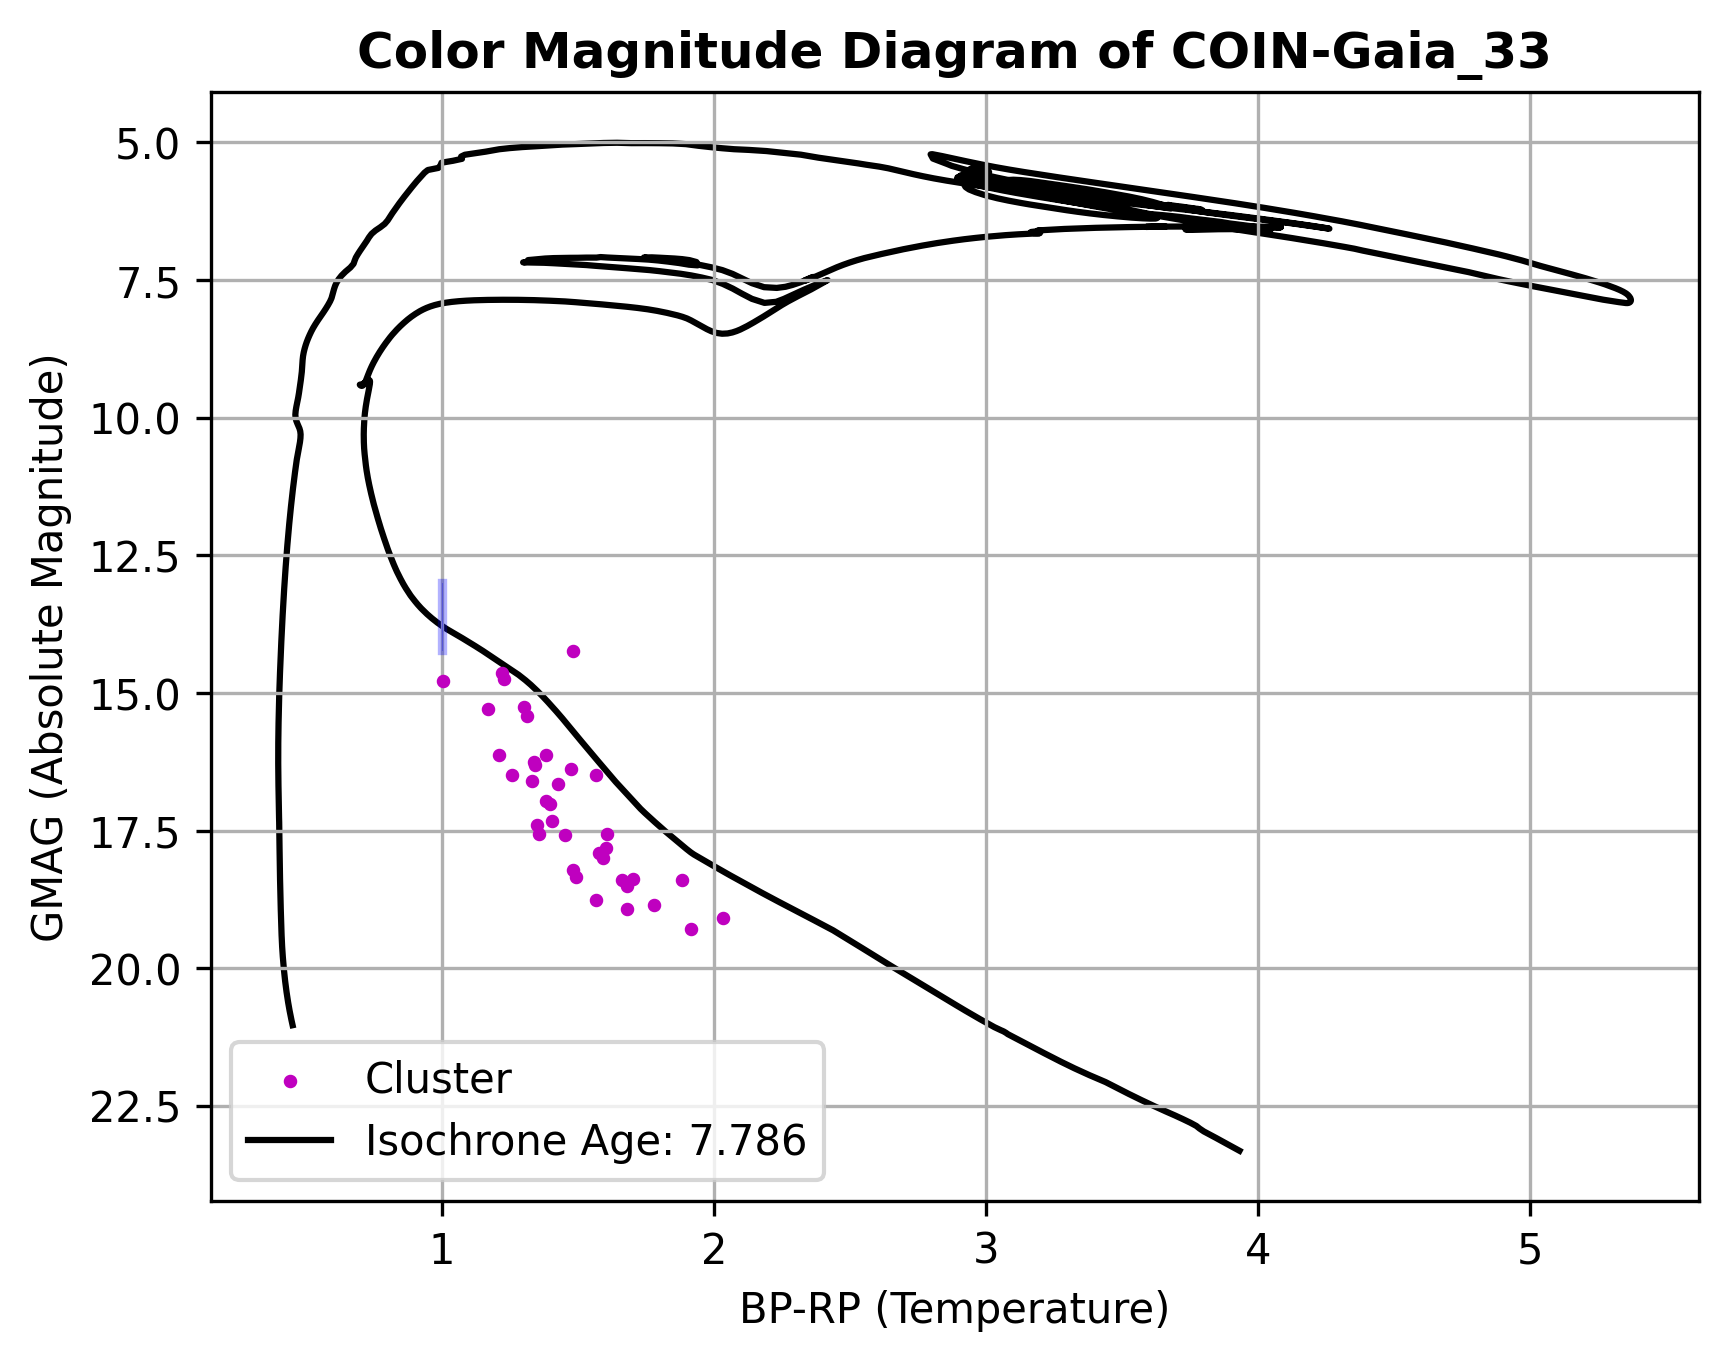 Color Magnitude Diagram of COIN-Gaia_33
GMAG (Absolute Magnitude)
5.0
7.5
10.0
12.5
15.0
17.5
20.0
22.5
Cluster
Isochrone Age: 7.786
1 2 3 4 5
BP-RP (Temperature)